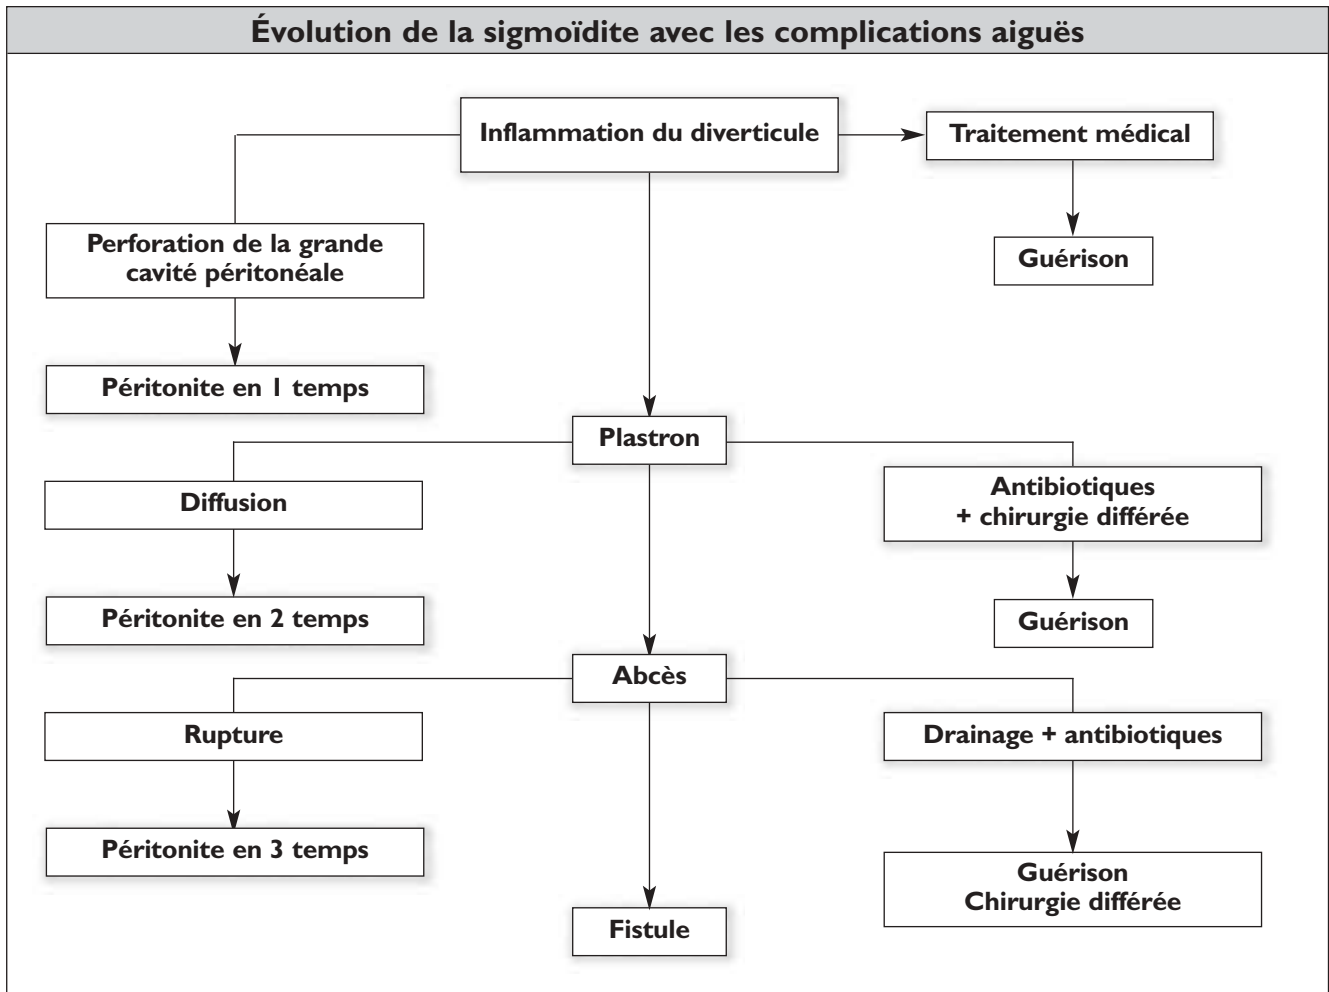 Évolution de la sigmoïdite avec les complications aiguës
Inflammation du diverticule
Traitement médical
Perforation de la grande
cavité péritonéale
Guérison
Péritonite en 1 temps
Plastron
Diffusion
Antibiotiques
+ chirurgie différée
Péritonite en 2 temps
Guérison
Abcès
Rupture
Drainage + antibiotiques
Péritonite en 3 temps
Guérison
Chirurgie différée
Fistule